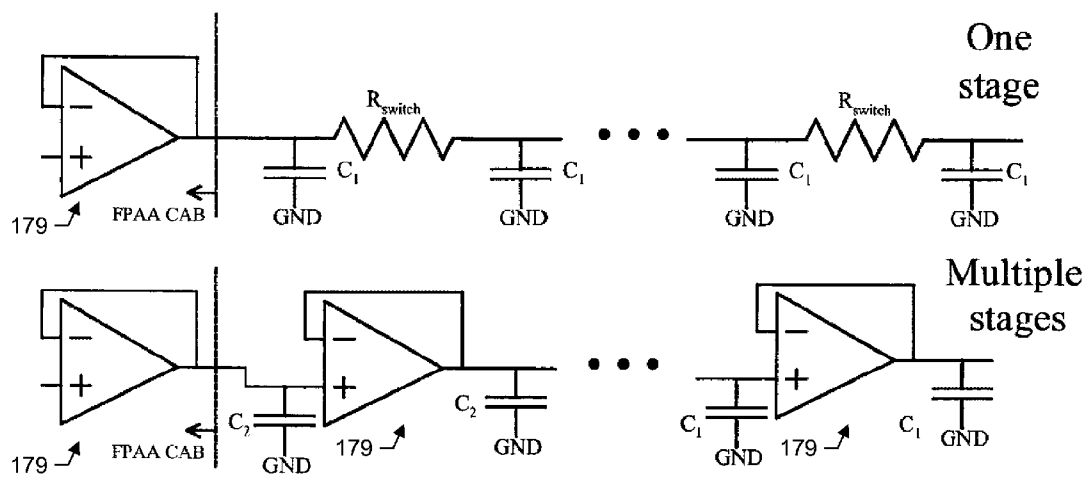 One
stage
R_switch
R_switch
−
+
C_1
C_1
C_1
C_1
179
FPAA CAB
GND
GND
GND
GND
Multiple
stages
−
+
−
+
−
+
C_2
C_2
C_1
C_1
179
FPAA CAB
GND
179
GND
GND
179
GND